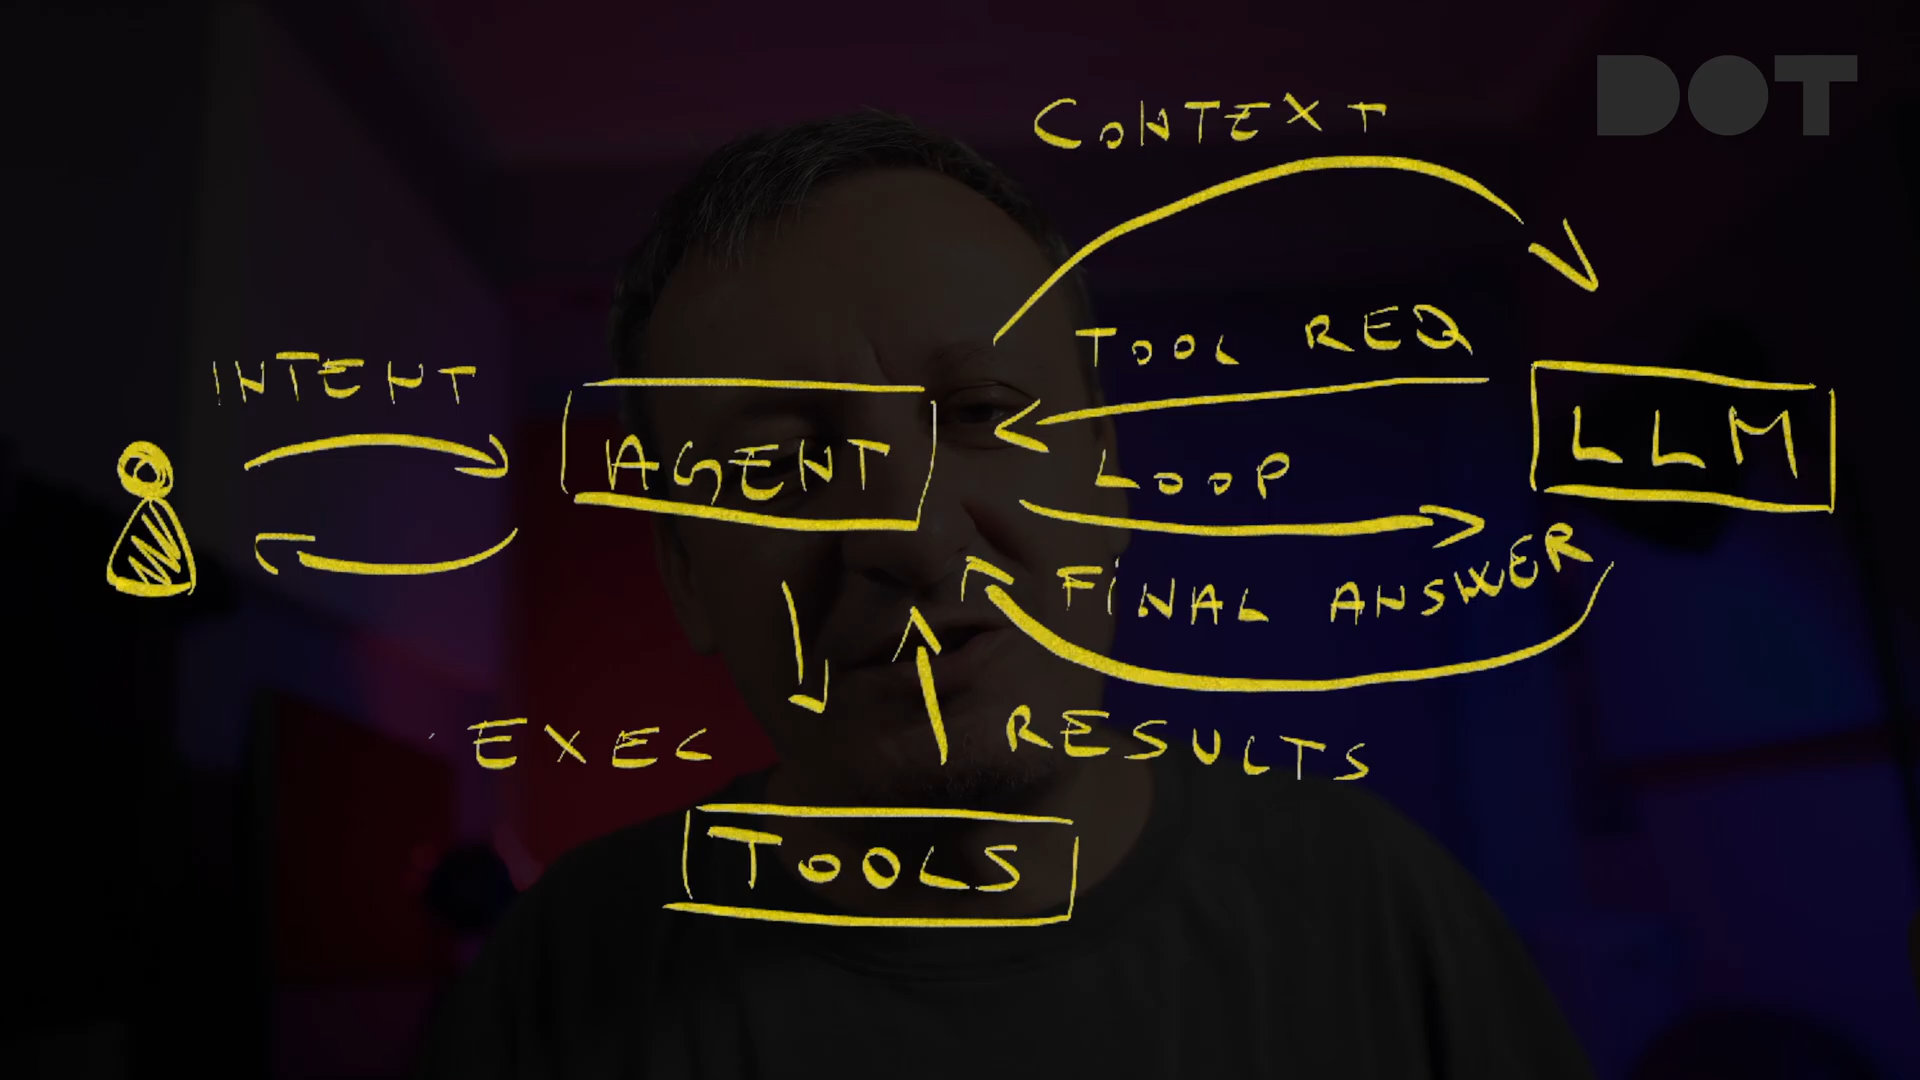 DOT
CONTEXT
TOOL REQ
INTENT
AGENT
LLM
LOOP
FINAL ANSWER
EXEC
RESULTS
TOOLS